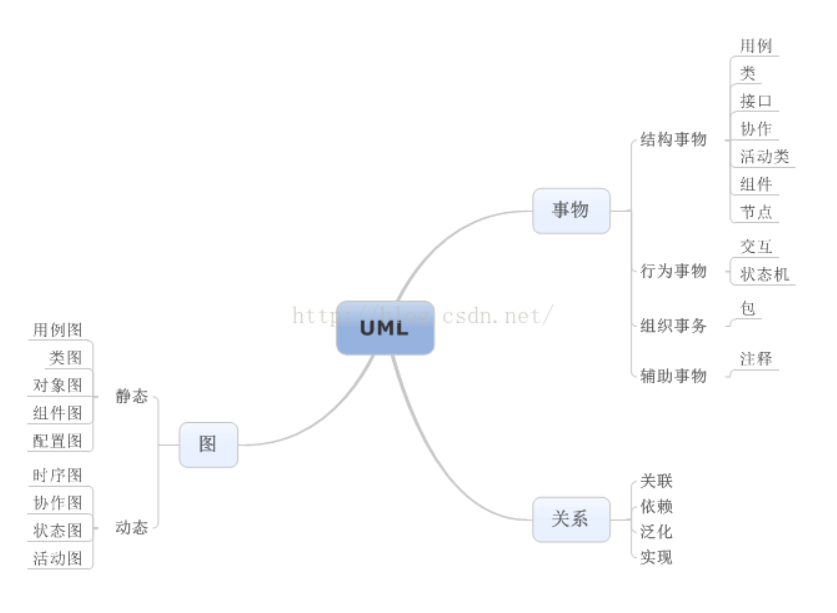 UML
http://blog.csdn.net/
事物
结构事物
用例
类
接口
协作
活动类
组件
节点
行为事物
交互
状态机
组织事务
包
辅助事物
注释
关系
关联
依赖
泛化
实现
图
静态
用例图
类图
对象图
组件图
配置图
动态
时序图
协作图
状态图
活动图